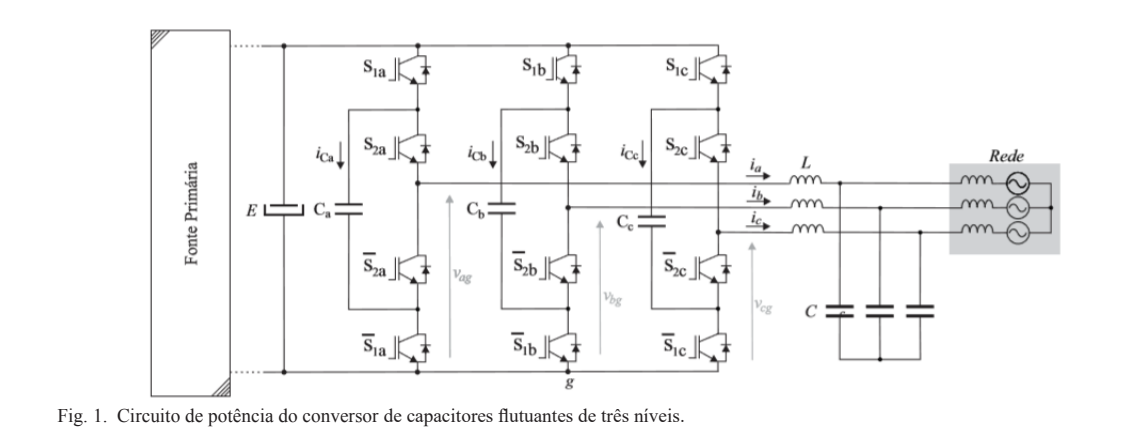 Fonte Primária
E
S1a
S1b
S1c
iCa
S2a
iCb
S2b
iCc
S2c
ia
L
Rede
ib
ic
Ca
Cb
Cc
S̅2a
vag
S̅2b
vbg
S̅2c
vcg
C
S̅1a
S̅1b
S̅1c
g
Fig. 1. Circuito de potência do conversor de capacitores flutuantes de três níveis.